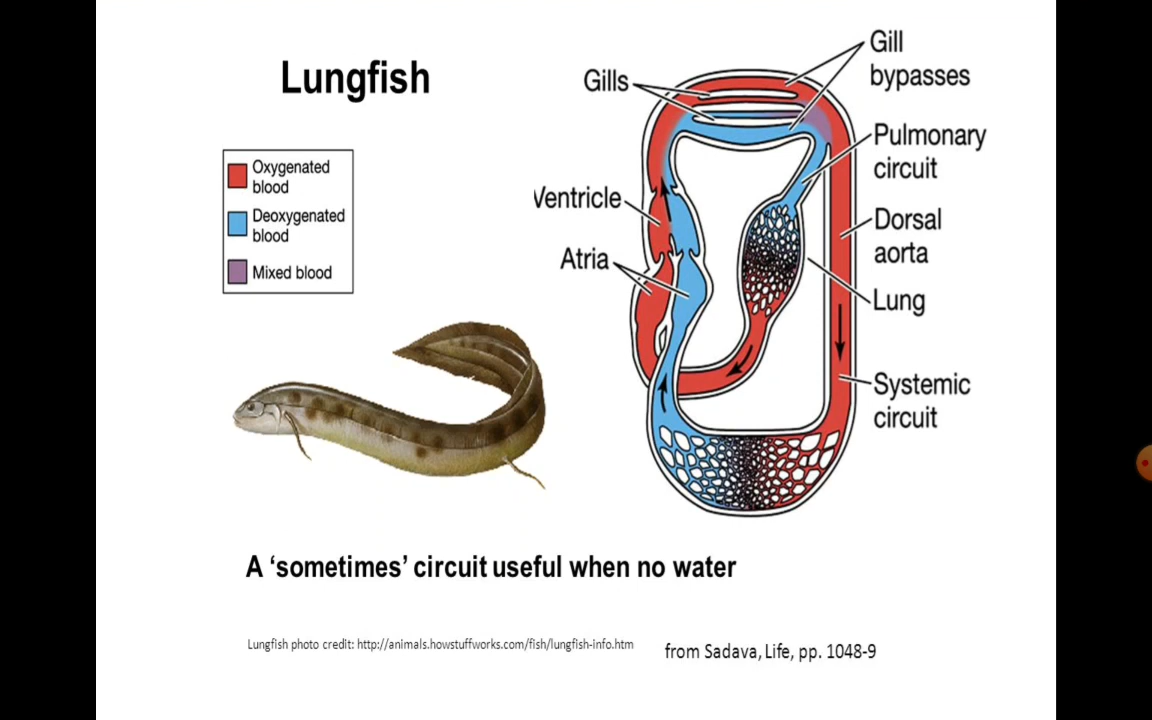 Lungfish
Oxygenated
blood
Deoxygenated
blood
Mixed blood
Gills
Gill
bypasses
Pulmonary
circuit
Ventricle
Dorsal
aorta
Atria
Lung
Systemic
circuit
A ‘sometimes’ circuit useful when no water
Lungfish photo credit: http://animals.howstuffworks.com/fish/lungfish-info.htm
from Sadava, Life, pp. 1048-9